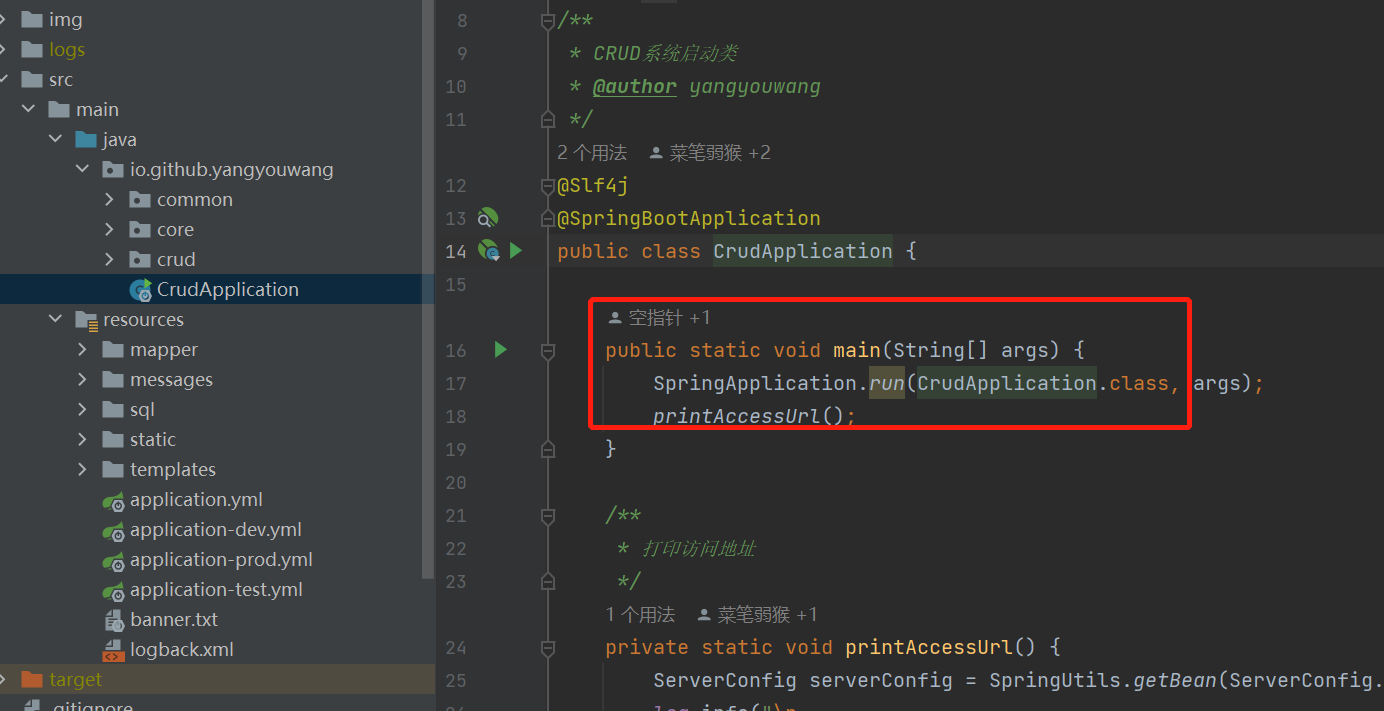 img
logs
src
main
java
io.github.yangyouwang
common
core
crud
CrudApplication
resources
mapper
messages
sql
static
templates
application.yml
application-dev.yml
application-prod.yml
application-test.yml
banner.txt
logback.xml
target
.gitignore
8 /**
9 * CRUD系统启动类
10 * @author yangyouwang
11 */
2 个用法 菜笔弱猴 +2
12 @Slf4j
13 @SpringBootApplication
14 public class CrudApplication {
15
空指针 +1
16 public static void main(String[] args) {
17 SpringApplication.run(CrudApplication.class, args);
18 printAccessUrl();
19 }
20
21 /**
22 * 打印访问地址
23 */
1 个用法 菜笔弱猴 +1
24 private static void printAccessUrl() {
25 ServerConfig serverConfig = SpringUtils.getBean(ServerConfig.
log.info("\n